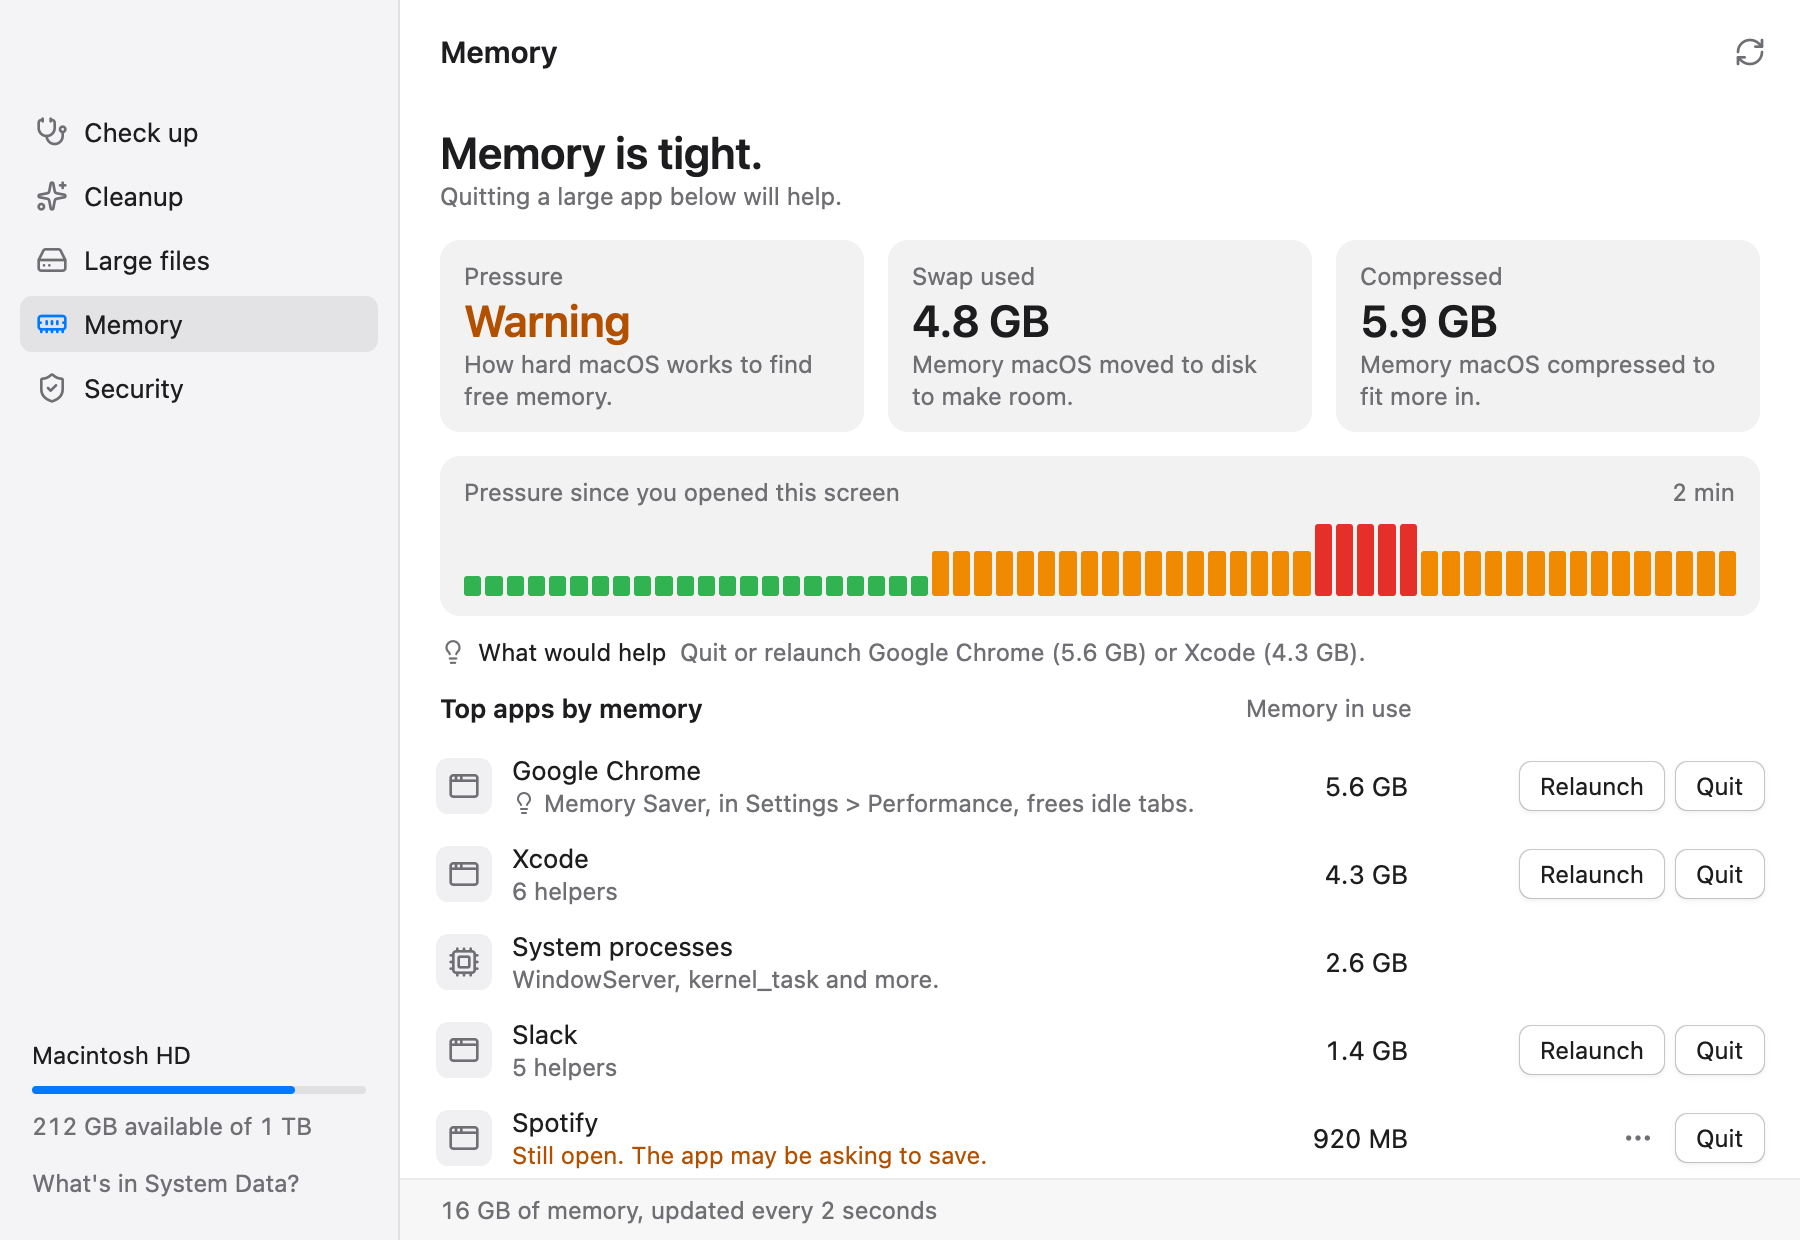 Memory
Check up
Cleanup
Large files
Memory
Security
Macintosh HD
212 GB available of 1 TB
What's in System Data?
Memory is tight.
Quitting a large app below will help.
Pressure
Warning
How hard macOS works to find
free memory.
Swap used
4.8 GB
Memory macOS moved to disk
to make room.
Compressed
5.9 GB
Memory macOS compressed to
fit more in.
Pressure since you opened this screen
2 min
What would help Quit or relaunch Google Chrome (5.6 GB) or Xcode (4.3 GB).
Top apps by memory
Memory in use
Google Chrome
Memory Saver, in Settings > Performance, frees idle tabs.
5.6 GB
Relaunch
Quit
Xcode
6 helpers
4.3 GB
Relaunch
Quit
System processes
WindowServer, kernel_task and more.
2.6 GB
Slack
5 helpers
1.4 GB
Relaunch
Quit
Spotify
Still open. The app may be asking to save.
920 MB
Quit
16 GB of memory, updated every 2 seconds